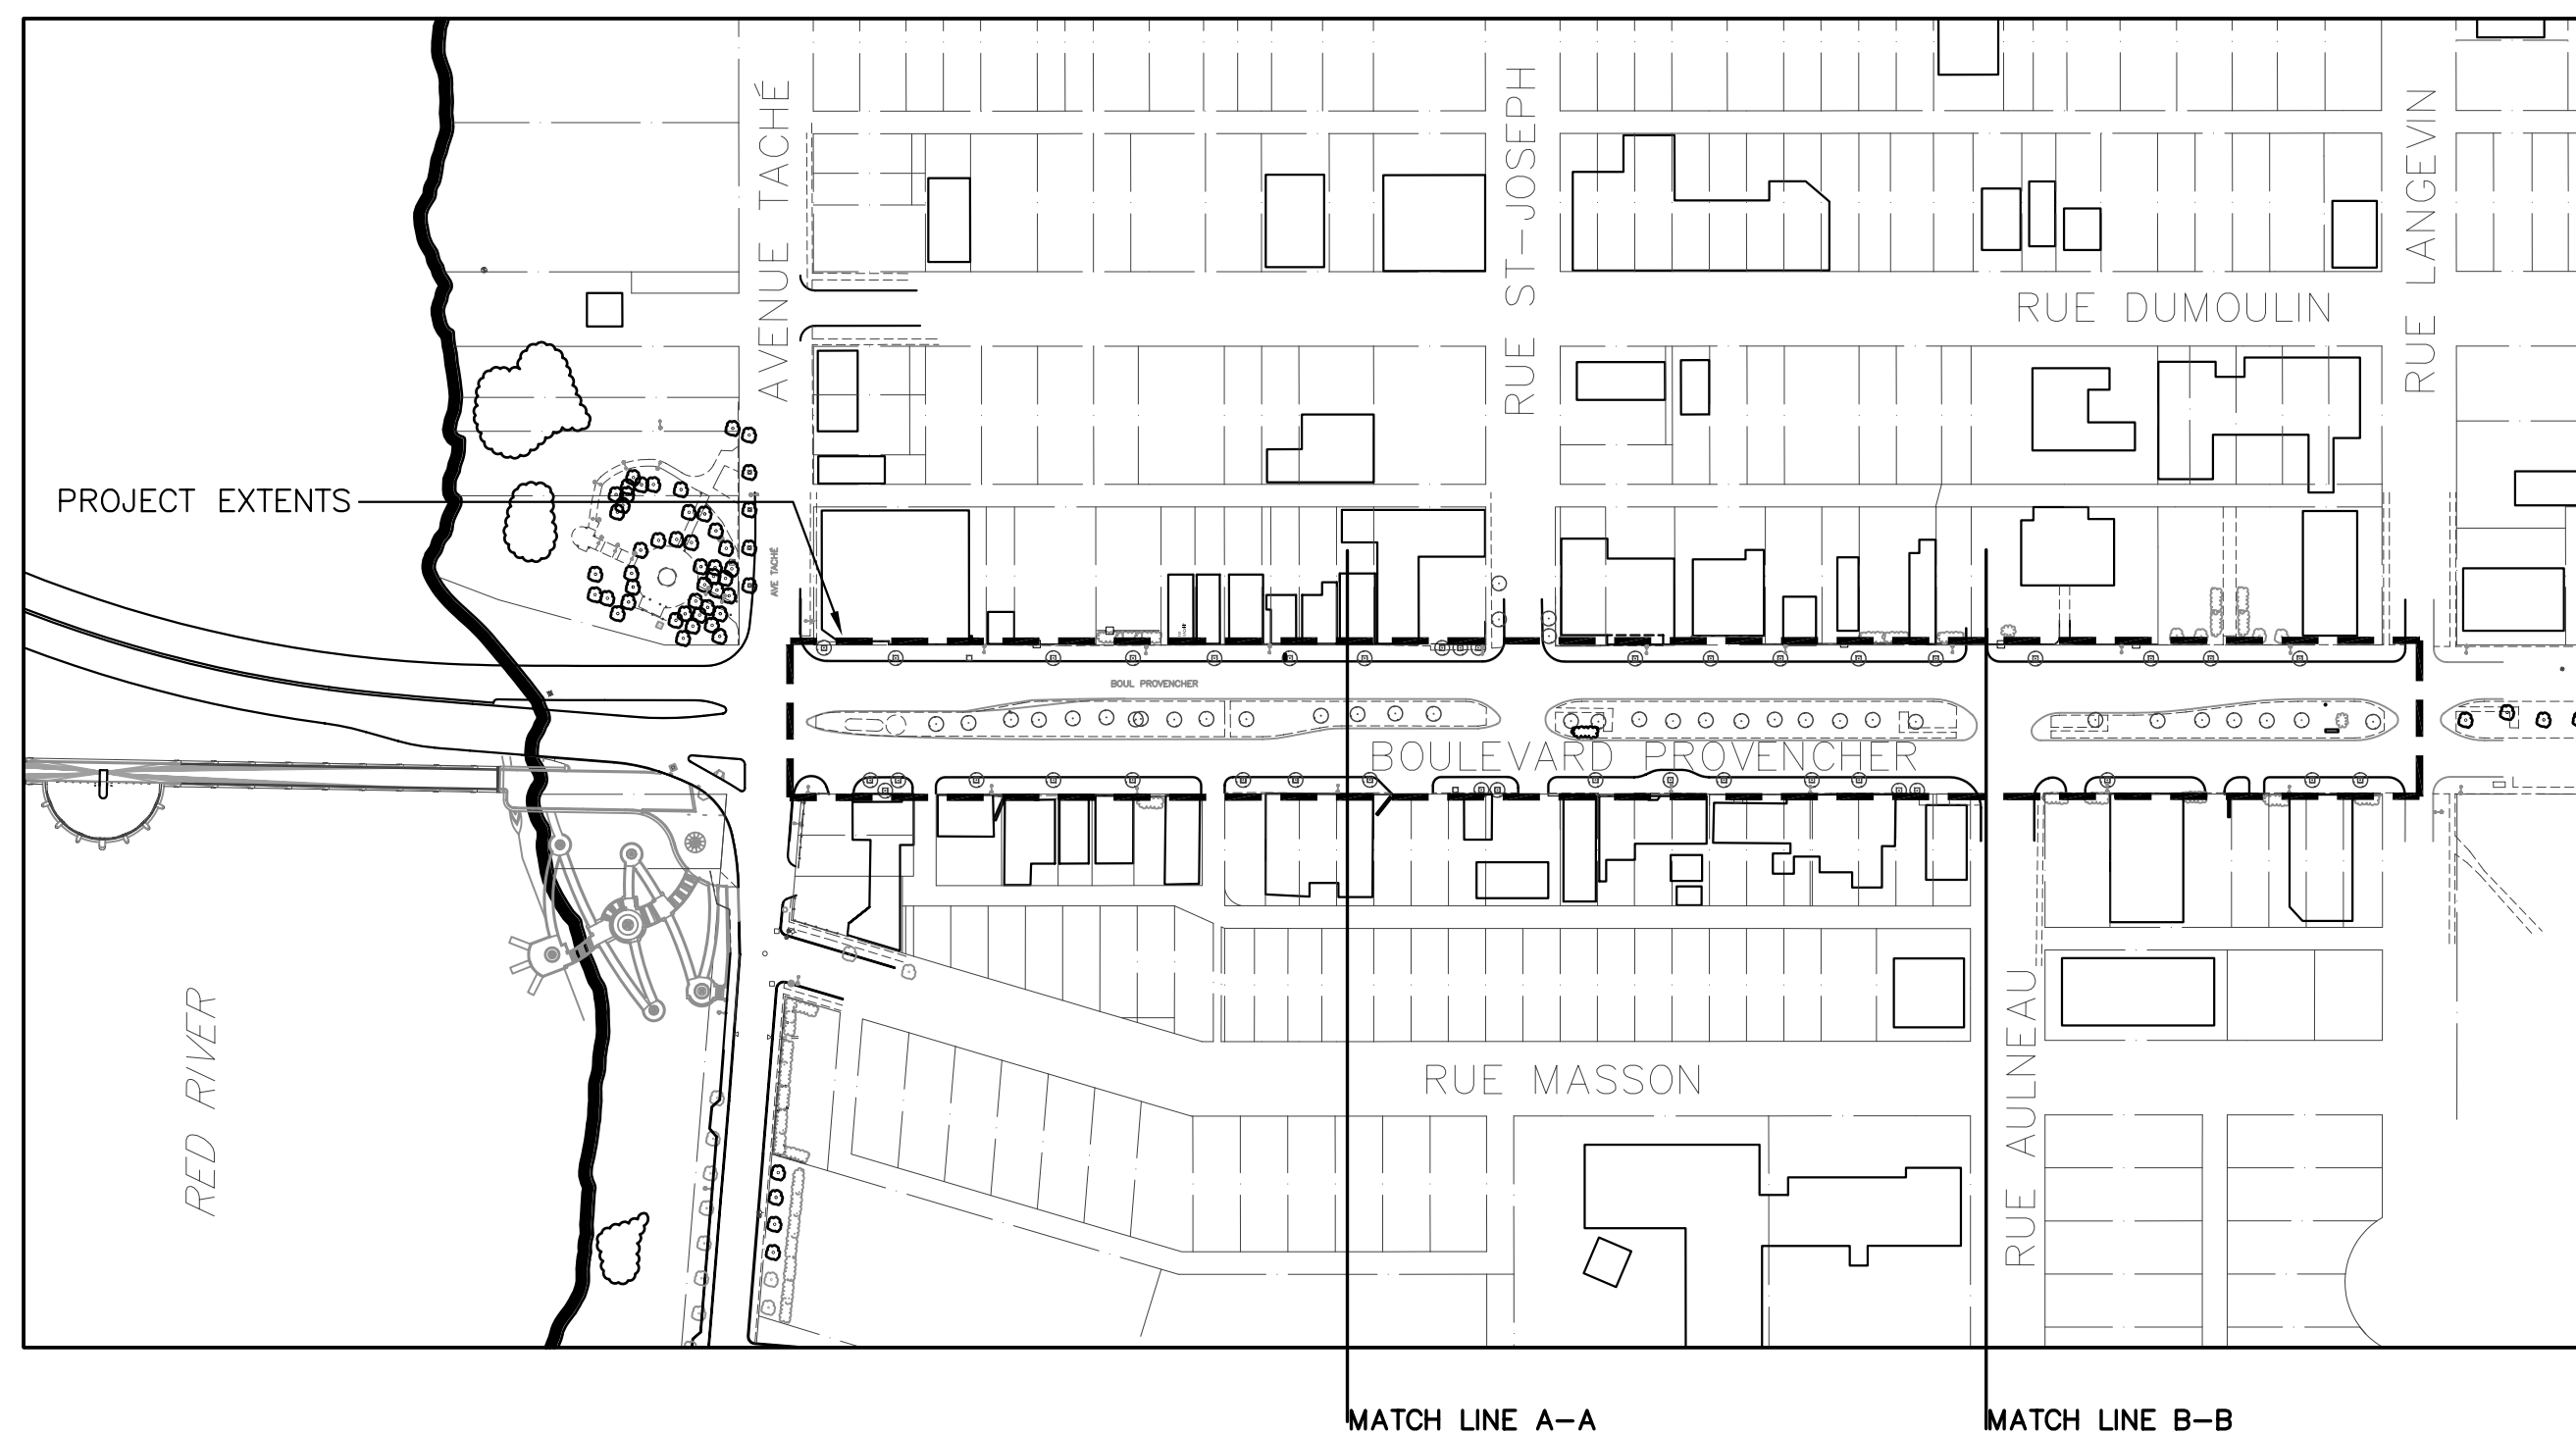 AVENUE TACHÉ
RUE ST-JOSEPH
RUE LANGEVIN
RUE DUMOULIN
PROJECT EXTENTS
AVE TACHÉ
BOUL PROVENCHER
BOULEVARD PROVENCHER
RED RIVER
RUE MASSON
RUE AULNEAU
MATCH LINE A-A
MATCH LINE B-B